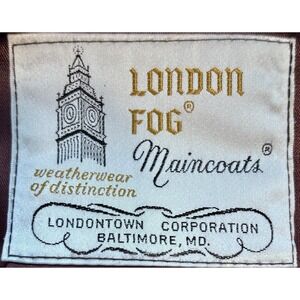 LONDON
FOG®
Maincoats®
weatherwear
of distinction
LONDONTOWN CORPORATION
BALTIMORE, MD.